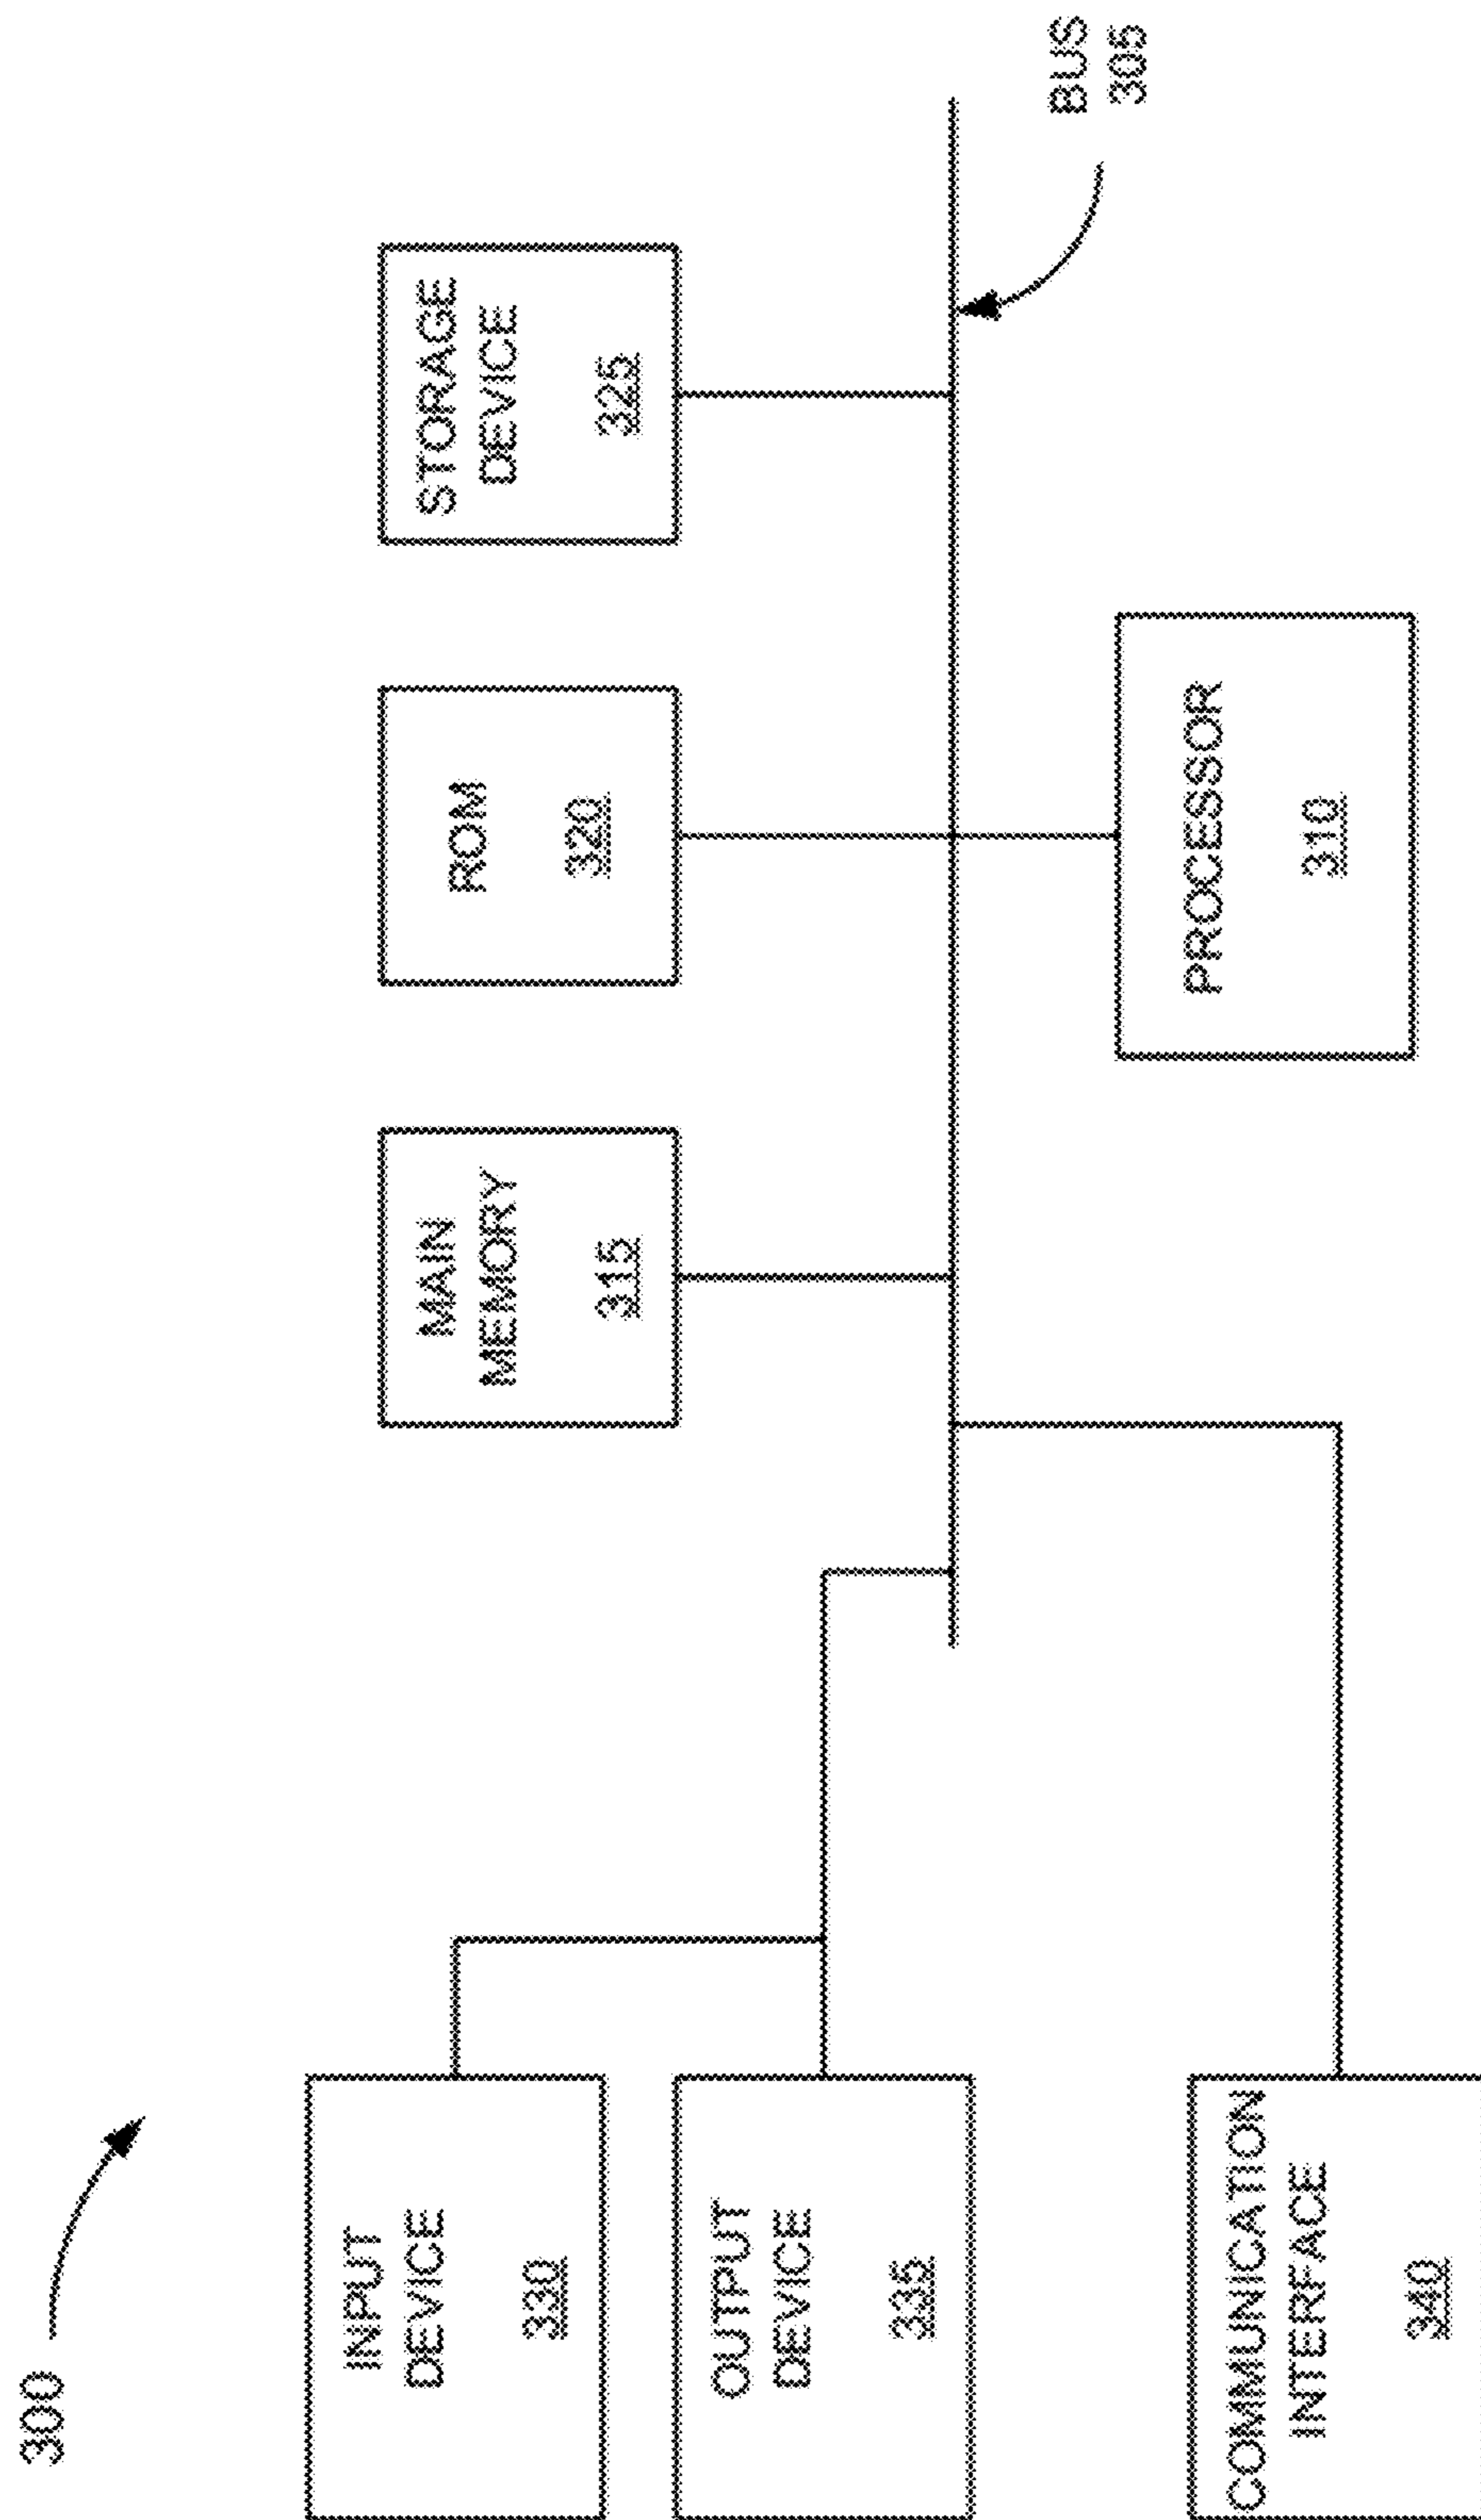 300
INPUT
DEVICE
330
OUTPUT
DEVICE
335
COMMUNICATION
INTERFACE
340
MAIN
MEMORY
315
ROM
320
STORAGE
DEVICE
325
PROCESSOR
310
BUS
305